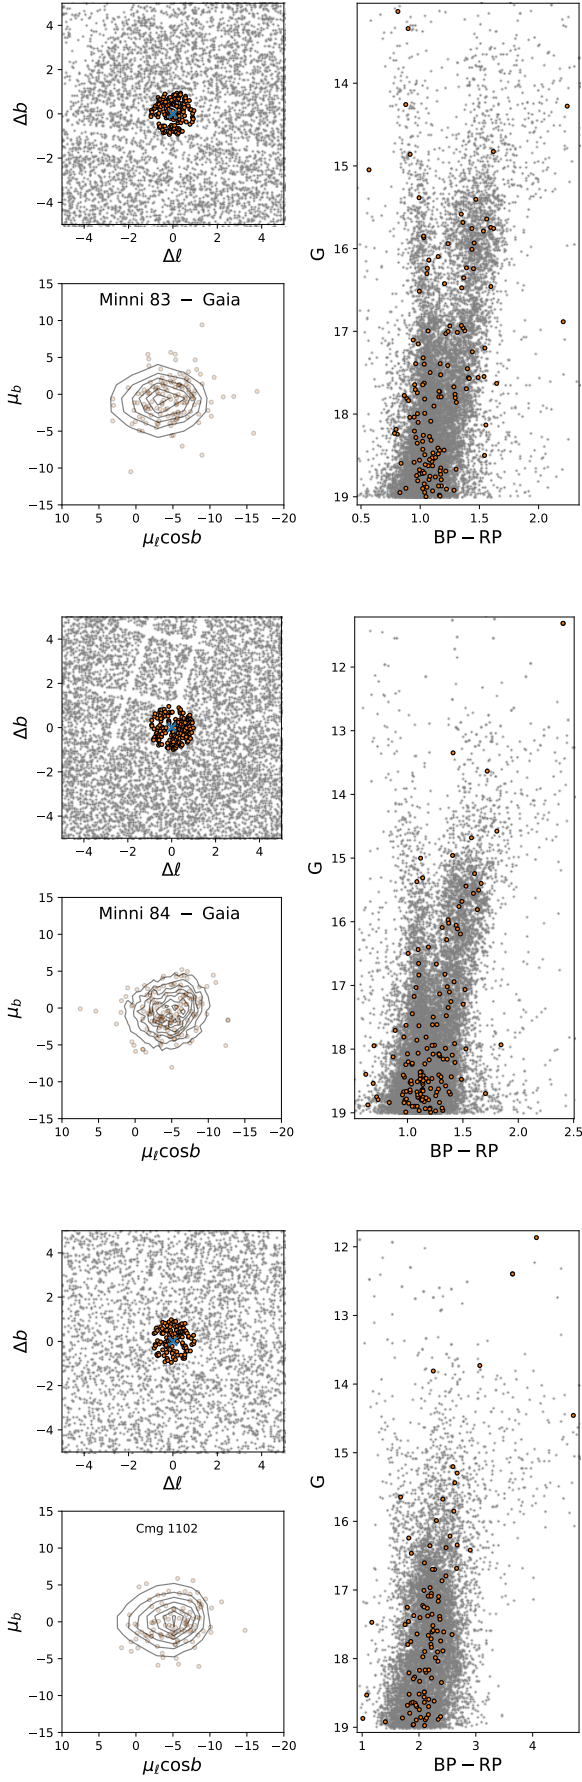 4
2
0
−2
−4
Δb
−4 −2 0 2 4
Δℓ
15
10
5
0
−5
−10
−15
μb
Minni 83 − Gaia
10 5 0 −5 −10 −15 −20
μℓcosb
14
15
16
17
18
19
G
0.5 1.0 1.5 2.0
BP − RP
4
2
0
−2
−4
Δb
−4 −2 0 2 4
Δℓ
15
10
5
0
−5
−10
−15
μb
Minni 84 − Gaia
10 5 0 −5 −10 −15 −20
μℓcosb
12
13
14
15
16
17
18
19
G
1.0 1.5 2.0 2.5
BP − RP
4
2
0
−2
−4
Δb
−4 −2 0 2 4
Δℓ
15
10
5
0
−5
−10
−15
μb
Cmg 1102
10 5 0 −5 −10 −15 −20
μℓcosb
12
13
14
15
16
17
18
19
G
1 2 3 4
BP − RP